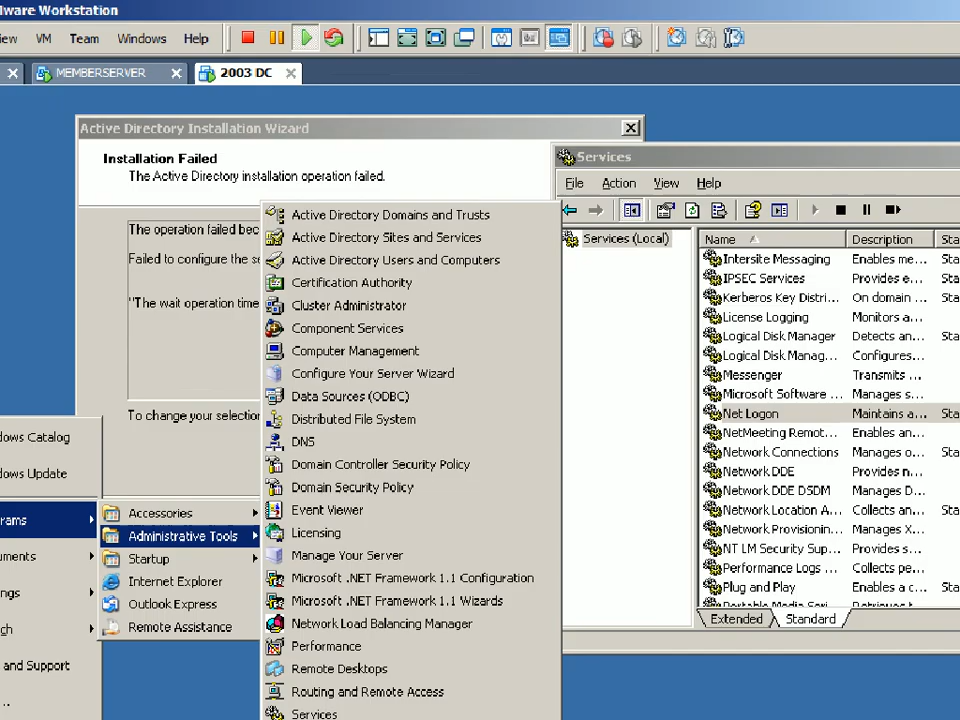 lware Workstation
iew VM Team Windows Help
MEMBERSERVER 2003 DC
Active Directory Installation Wizard
Installation Failed
The Active Directory installation operation failed.
The operation failed bec
Failed to configure the se
"The wait operation time
To change your selection
Services
File Action View Help
Services (Local)
Name Description Sta
Intersite Messaging Enables me... Sta
IPSEC Services Provides e... Sta
Kerberos Key Distri... On domain ... Sta
License Logging Monitors a...
Logical Disk Manager Detects an... Sta
Logical Disk Manag... Configures...
Messenger Transmits ...
Microsoft Software ... Manages s...
Net Logon Maintains a... Sta
NetMeeting Remot... Enables an...
Network Connections Manages o... Sta
Network DDE Provides n...
Network DDE DSDM Manages D...
Network Location A... Collects an... Sta
Network Provisionin... Manages X...
NT LM Security Sup... Provides s... Sta
Performance Logs ... Collects pe...
Plug and Play Enables a c... Sta
Portable Media Seri... Retrieves t...
Extended Standard
dows Catalog
dows Update
rams
uments
ngs
ch
and Support
...
Accessories
Administrative Tools
Startup
Internet Explorer
Outlook Express
Remote Assistance
Active Directory Domains and Trusts
Active Directory Sites and Services
Active Directory Users and Computers
Certification Authority
Cluster Administrator
Component Services
Computer Management
Configure Your Server Wizard
Data Sources (ODBC)
Distributed File System
DNS
Domain Controller Security Policy
Domain Security Policy
Event Viewer
Licensing
Manage Your Server
Microsoft .NET Framework 1.1 Configuration
Microsoft .NET Framework 1.1 Wizards
Network Load Balancing Manager
Performance
Remote Desktops
Routing and Remote Access
Services